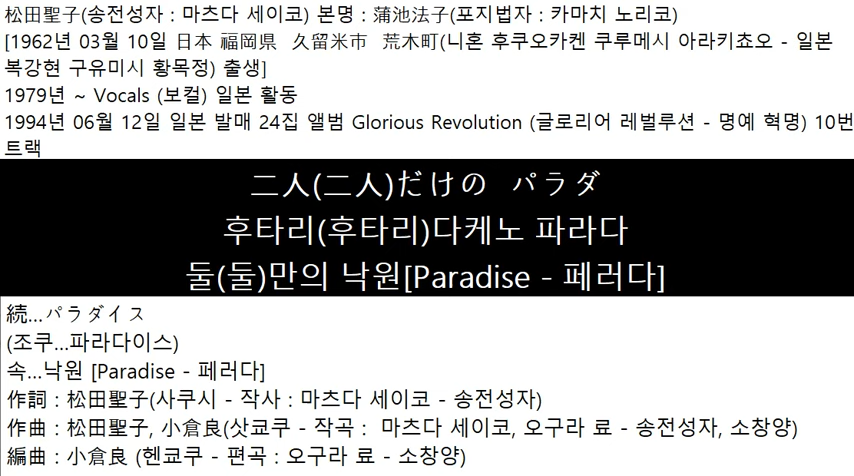 松田聖子(송전성자 : 마츠다 세이코) 본명 : 蒲池法子(포지법자 : 카마치 노리코)
[1962년 03월 10일 日本 福岡県 久留米市 荒木町(니혼 후쿠오카켄 쿠루메시 아라키쵸오 - 일본
복강현 구유미시 황목정) 출생]
1979년 ~ Vocals (보컬) 일본 활동
1994년 06월 12일 일본 발매 24집 앨범 Glorious Revolution (글로리어 레벌루션 - 명예 혁명) 10번
트랙
二人(二人)だけの パラダ
후타리(후타리)다케노 파라다
둘(둘)만의 낙원[Paradise - 페러다]
続...パラダイス
(조쿠...파라다이스)
속...낙원 [Paradise - 페러다]
作詞 : 松田聖子(사쿠시 - 작사 : 마츠다 세이코 - 송전성자)
作曲 : 松田聖子, 小倉良(삿쿄쿠 - 작곡 : 마츠다 세이코, 오구라 료 - 송전성자, 소창양)
編曲 : 小倉良 (헨쿄쿠 - 편곡 : 오구라 료 - 소창양)